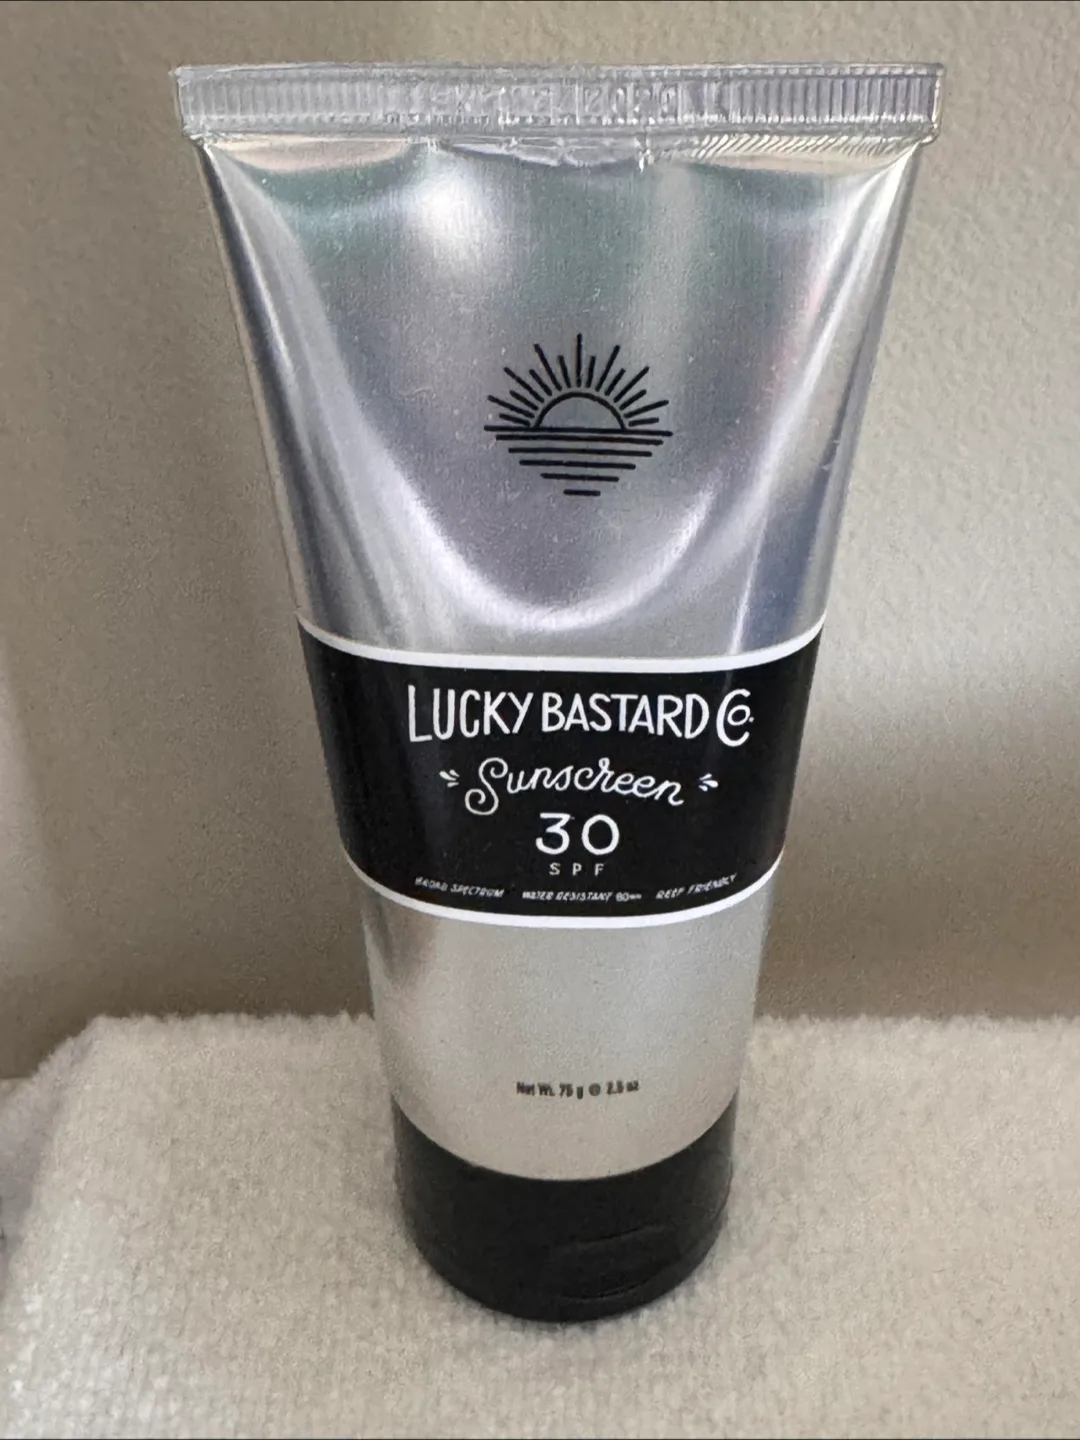 LUCKY BASTARD Co.
Sunscreen
30
SPF
BROAD SPECTRUM WATER RESISTANT 80min REEF FRIENDLY
Net Wt. 75 g @ 2.5 oz